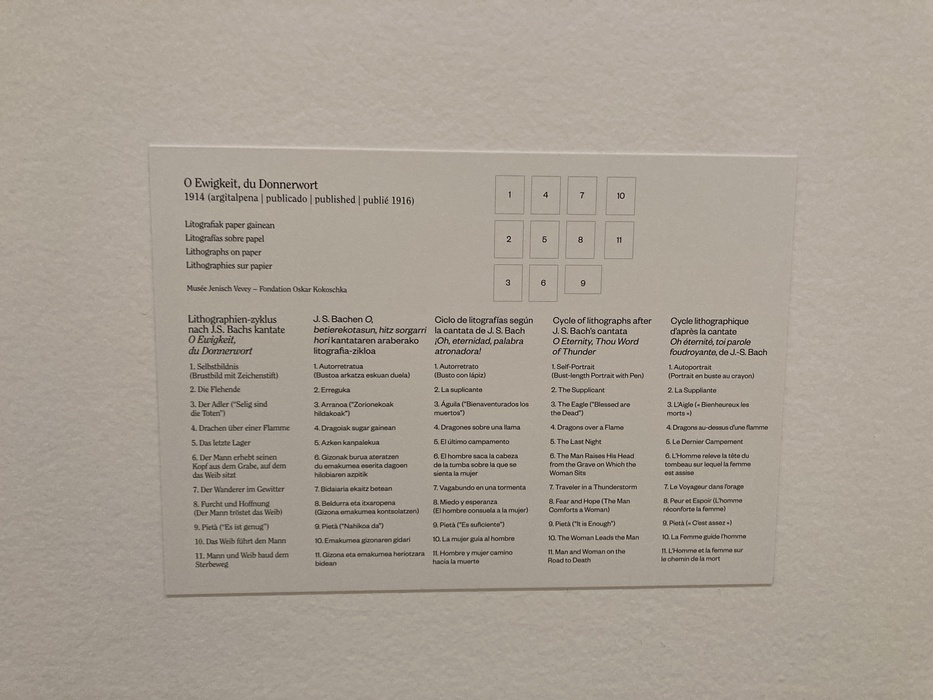 O Ewigkeit, du Donnerwort
1914 (argitalpena | publicado | published | publié 1916)
Litografiak paper gainean
Litografías sobre papel
Lithographs on paper
Lithographies sur papier
Musée Jenisch Vevey – Fondation Oskar Kokoschka
1 4 7 10
2 5 8 11
3 6 9
Lithographien-zyklus
nach J.S. Bachs kantate
O Ewigkeit,
du Donnerwort
1. Selbstbildnis
(Brustbild mit Zeichenstift)
2. Die Flehende
3. Der Adler ("Selig sind
die Toten")
4. Drachen über einer Flamme
5. Das letzte Lager
6. Der Mann erhebt seinen
Kopf aus dem Grabe, auf dem
das Weib sitzt
7. Der Wanderer im Gewitter
8. Furcht und Hoffnung
(Der Mann tröstet das Weib)
9. Pietà ("Es ist genug")
10. Das Weib führt den Mann
11. Mann und Weib baud dem
Sterbeweg
J. S. Bachen O,
betierekotasun, hitz sorgarri
hori kantataren araberako
litografia-zikloa
1. Autorretratua
(Bustoa arkatza eskuan duela)
2. Erreguka
3. Arranoa ("Zorionekoak
hildakoak")
4. Dragoiak sugar gainean
5. Azken kanpalekua
6. Gizonak burua ateratzen
du emakumea eserita dagoen
hilobiaren azpitik
7. Bidaiaria ekaitz betean
8. Beldurra eta itxaropena
(Gizona emakumea kontsolatzen)
9. Pietà ("Nahikoa da")
10. Emakumea gizonaren gidari
11. Gizona eta emakumea heriotzara
bidean
Ciclo de litografías según
la cantata de J. S. Bach
¡Oh, eternidad, palabra
atronadora!
1. Autorretrato
(Busto con lápiz)
2. La suplicante
3. Águila ("Bienaventurados los
muertos")
4. Dragones sobre una llama
5. El último campamento
6. El hombre saca la cabeza
de la tumba sobre la que se
sienta la mujer
7. Vagabundo en una tormenta
8. Miedo y esperanza
(El hombre consuela a la mujer)
9. Pietà ("Es suficiente")
10. La mujer guía al hombre
11. Hombre y mujer camino
hacia la muerte
Cycle of lithographs after
J. S. Bach's cantata
O Eternity, Thou Word
of Thunder
1. Self-Portrait
(Bust-length Portrait with Pen)
2. The Supplicant
3. The Eagle ("Blessed are
the Dead")
4. Dragons over a Flame
5. The Last Night
6. The Man Raises His Head
from the Grave on Which the
Woman Sits
7. Traveler in a Thunderstorm
8. Fear and Hope (The Man
Comforts a Woman)
9. Pietà ("It is Enough")
10. The Woman Leads the Man
11. Man and Woman on the
Road to Death
Cycle lithographique
d'après la cantate
Oh éternité, toi parole
foudroyante, de J.-S. Bach
1. Autoportrait
(Portrait en buste au crayon)
2. La Suppliante
3. L'Aigle (« Bienheureux les
morts »)
4. Dragons au-dessus d'une flamme
5. Le Dernier Campement
6. L'Homme releve la tête du
tombeau sur lequel la femme
est assise
7. Le Voyageur dans l'orage
8. Peur et Espoir (L'homme
réconforte la femme)
9. Pietà (« C'est assez »)
10. La Femme guide l'homme
11. L'Homme et la femme sur
le chemin de la mort